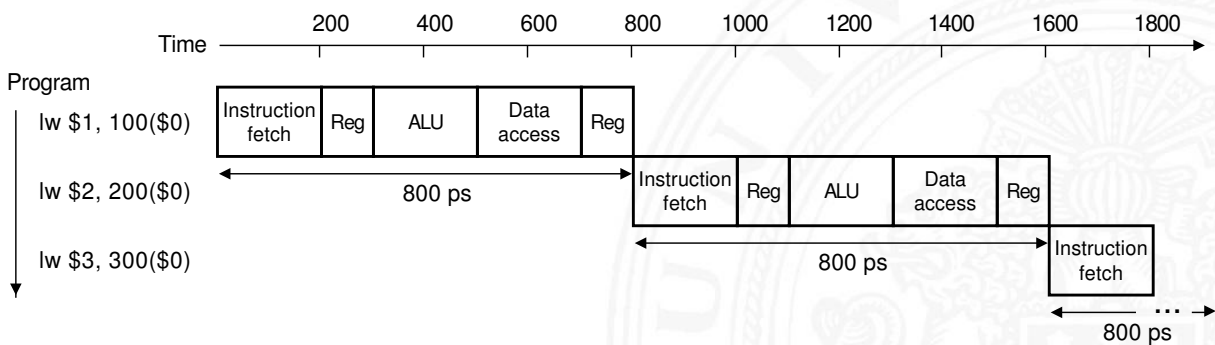 200 400 600 800 1000 1200 1400 1600 1800
Time
Program
lw $1, 100($0)
Instruction
fetch
Reg
ALU
Data
access
Reg
800 ps
lw $2, 200($0)
Instruction
fetch
Reg
ALU
Data
access
Reg
800 ps
lw $3, 300($0)
Instruction
fetch
...
800 ps